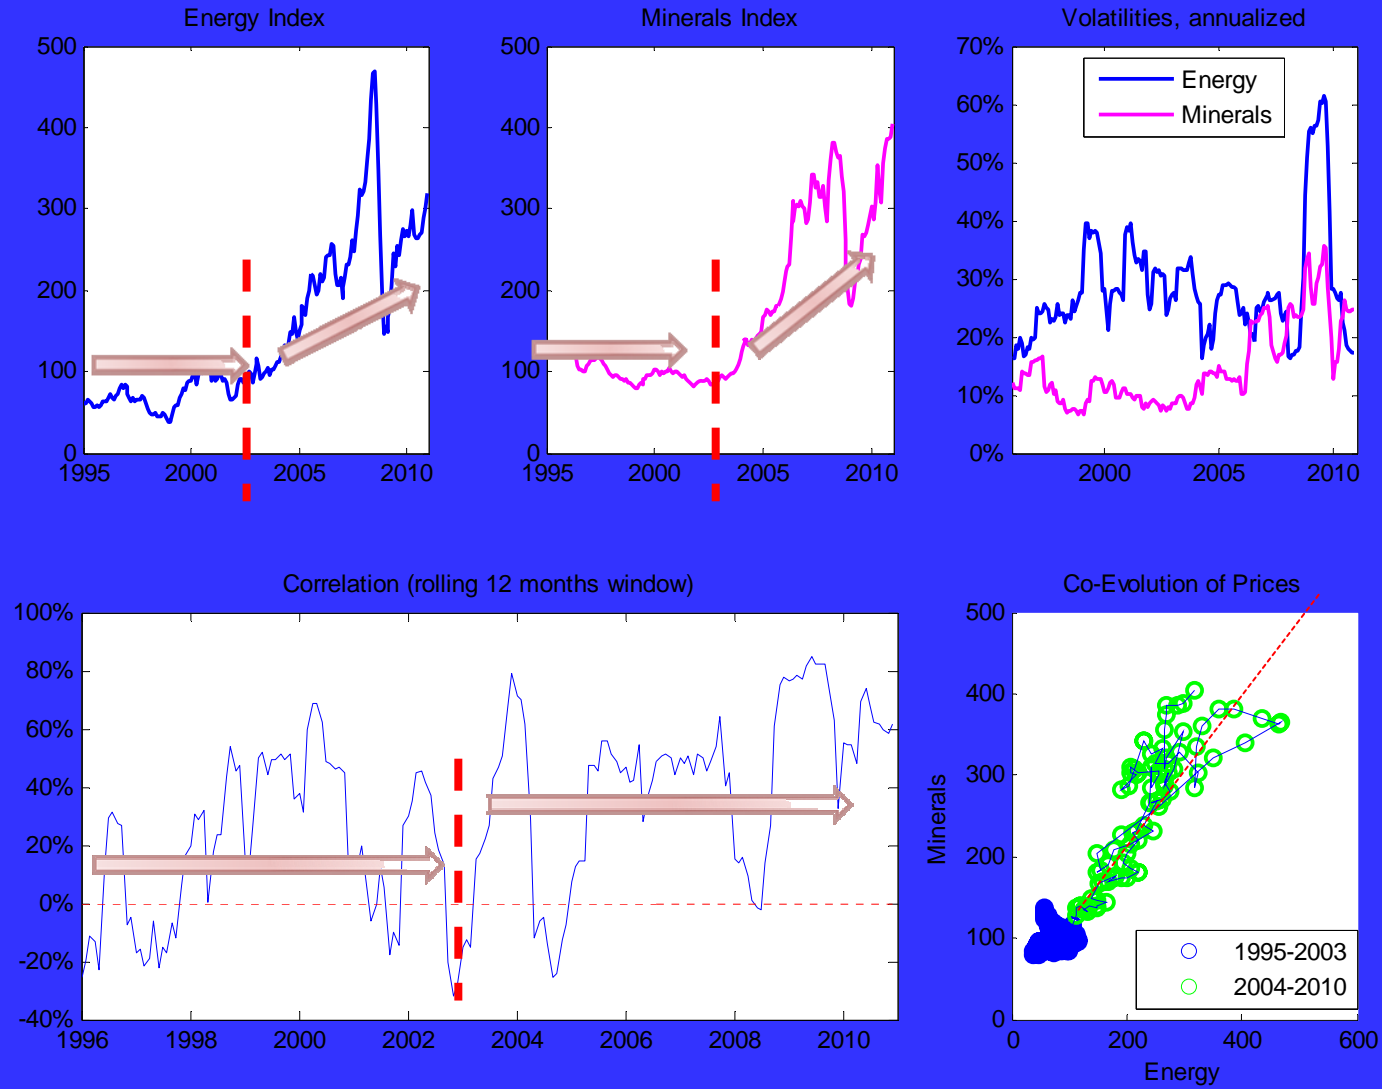 Energy Index
500
400
300
200
100
0
1995 2000 2005 2010
Minerals Index
500
400
300
200
100
0
1995 2000 2005 2010
Volatilities, annualized
70%
60%
50%
40%
30%
20%
10%
0%
2000 2005 2010
Energy
Minerals
Correlation (rolling 12 months window)
100%
80%
60%
40%
20%
0%
-20%
-40%
1996 1998 2000 2002 2004 2006 2008 2010
Co-Evolution of Prices
500
400
300
200
100
0
Minerals
0 200 400 600
Energy
1995-2003
2004-2010